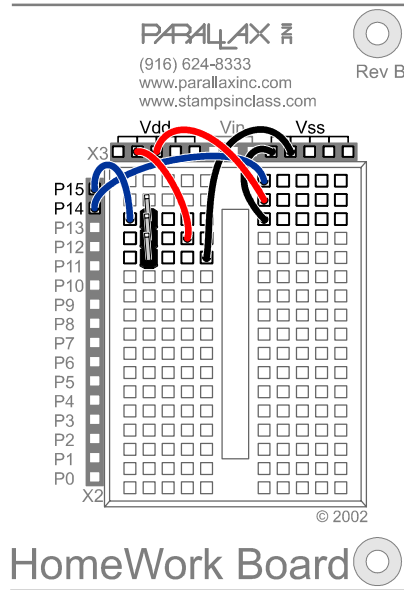 PARALLAX INC
(916) 624-8333
www.parallaxinc.com
www.stampsinclass.com
Rev B
Vdd Vin Vss
X3
P15
P14
P13
P12
P11
P10
P9
P8
P7
P6
P5
P4
P3
P2
P1
P0
X2
© 2002
HomeWork Board